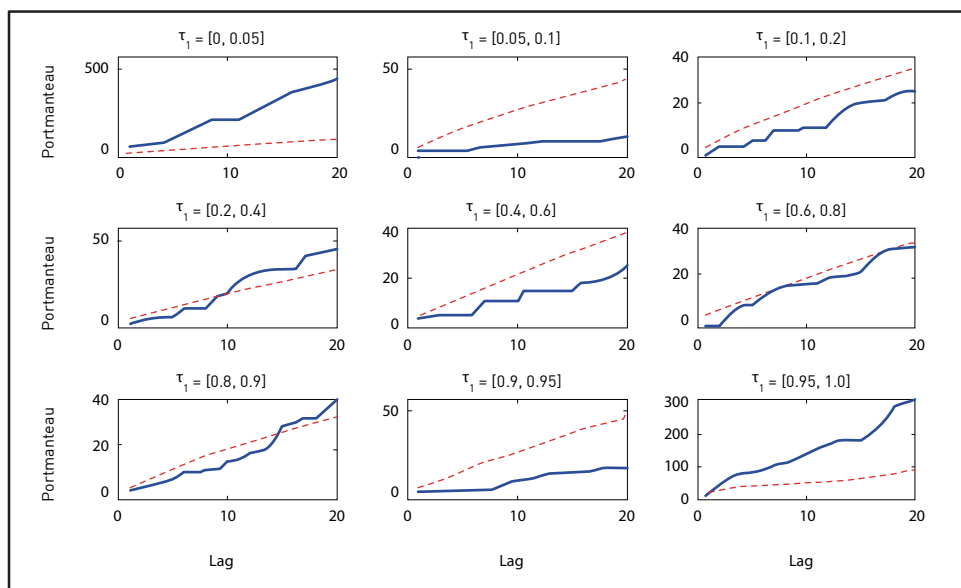 τ1 = [0, 0.05]
τ1 = [0.05, 0.1]
τ1 = [0.1, 0.2]
Portmanteau
500
0
0 10 20
50
0
0 10 20
40
20
0
0 10 20
τ1 = [0.2, 0.4]
τ1 = [0.4, 0.6]
τ1 = [0.6, 0.8]
Portmanteau
50
0
0 10 20
40
20
0
0 10 20
40
20
0
0 10 20
τ1 = [0.8, 0.9]
τ1 = [0.9, 0.95]
τ1 = [0.95, 1.0]
Portmanteau
40
20
0
0 10 20
50
0
0 10 20
300
200
100
0
0 10 20
Lag
Lag
Lag